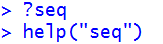 > ?seq
> help("seq")